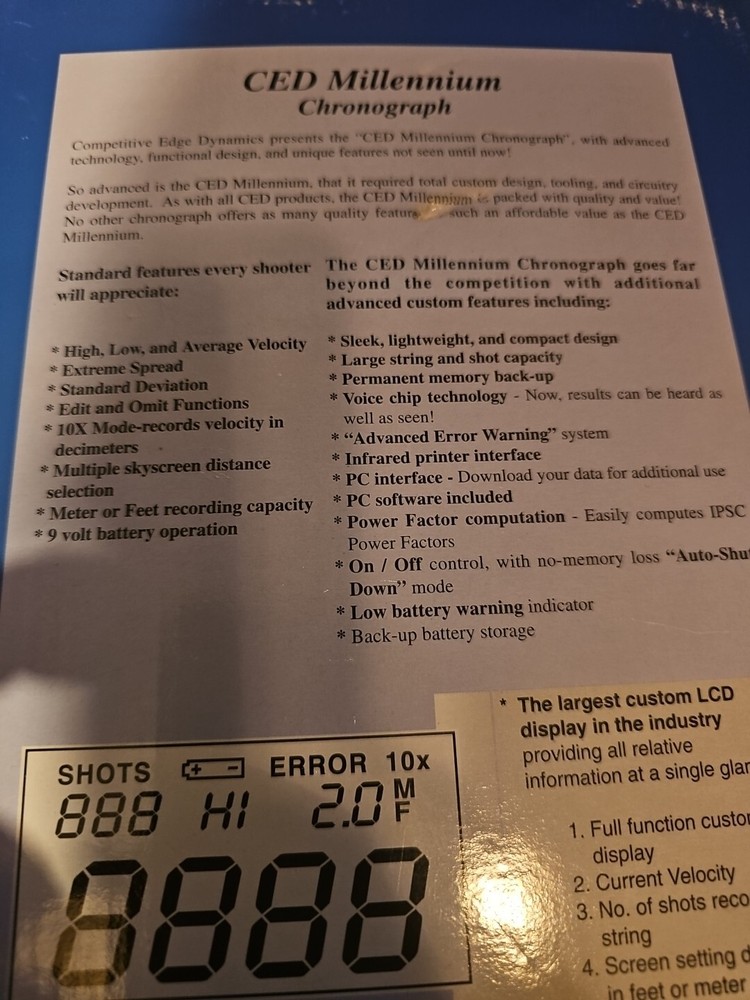 CED Millennium
Chronograph
Competitive Edge Dynamics presents the "CED Millennium Chronograph", with advanced
technology, functional design, and unique features not seen until now!
So advanced is the CED Millennium, that it required total custom design, tooling, and circuitry
development. As with all CED products, the CED Millennium is packed with quality and value!
No other chronograph offers as many quality such an affordable value as the CED
Millennium.
Standard features every shooter
will appreciate:
* High, Low, and Average Velocity
* Extreme Spread
* Standard Deviation
* Edit and Omit Functions
* 10X Mode-records velocity in
decimeters
* Multiple skyscreen distance
selection
* Meter or Feet recording capacity
* 9 volt battery operation
The CED Millennium Chronograph goes far
beyond the competition with additional
advanced custom features including:
* Sleek, lightweight, and compact design
* Large string and shot capacity
* Permanent memory back-up
* Voice chip technology - Now, results can be heard as
well as seen!
* "Advanced Error Warning" system
* Infrared printer interface
* PC interface - Download your data for additional use
* PC software included
* Power Factor computation - Easily computes IPSC
Power Factors
* On / Off control, with no-memory loss "Auto-Shut
Down" mode
* Low battery warning indicator
* Back-up battery storage
SHOTS + - ERROR 10x
888 HI 2.0 M
F
8888
* The largest custom LCD
display in the industry
providing all relative
information at a single
1. Full function
display
2. Current Velocity
3. No. of shots
string
4. Screen setting
in feet or meter